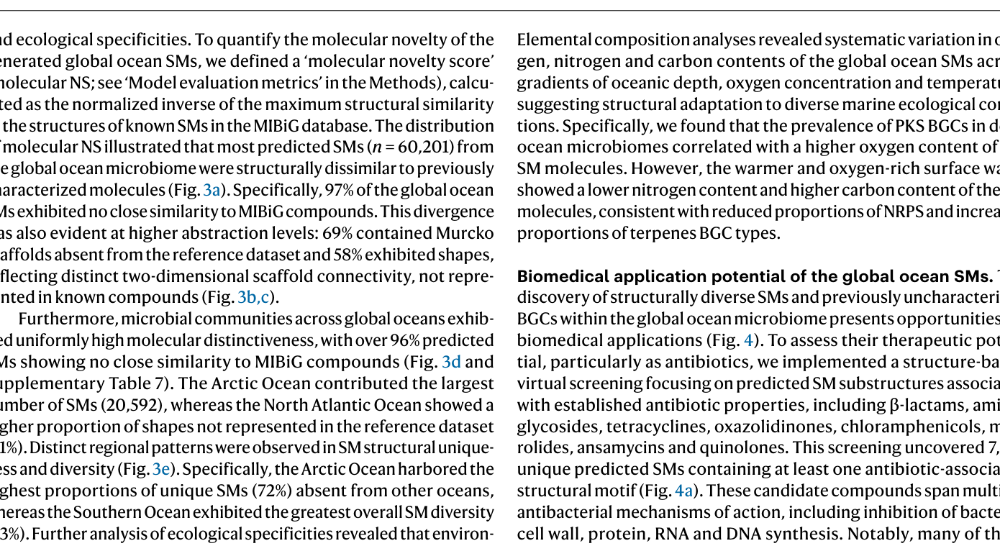 nd ecological specificities. To quantify the molecular novelty of the
enerated global ocean SMs, we defined a ‘molecular novelty score’
molecular NS; see ‘Model evaluation metrics’ in the Methods), calcu-
ted as the normalized inverse of the maximum structural similarity
the structures of known SMs in the MIBiG database. The distribution
f molecular NS illustrated that most predicted SMs (n = 60,201) from
e global ocean microbiome were structurally dissimilar to previously
haracterized molecules (Fig. 3a). Specifically, 97% of the global ocean
Ms exhibited no close similarity to MIBiG compounds. This divergence
as also evident at higher abstraction levels: 69% contained Murcko
affolds absent from the reference dataset and 58% exhibited shapes,
flecting distinct two-dimensional scaffold connectivity, not repre-
nted in known compounds (Fig. 3b,c).
Furthermore, microbial communities across global oceans exhib-
ed uniformly high molecular distinctiveness, with over 96% predicted
Ms showing no close similarity to MIBiG compounds (Fig. 3d and
upplementary Table 7). The Arctic Ocean contributed the largest
umber of SMs (20,592), whereas the North Atlantic Ocean showed a
gher proportion of shapes not represented in the reference dataset
1%). Distinct regional patterns were observed in SM structural unique-
ess and diversity (Fig. 3e). Specifically, the Arctic Ocean harbored the
ghest proportions of unique SMs (72%) absent from other oceans,
hereas the Southern Ocean exhibited the greatest overall SM diversity
3%). Further analysis of ecological specificities revealed that environ-
Elemental composition analyses revealed systematic variation in o
gen, nitrogen and carbon contents of the global ocean SMs acr
gradients of oceanic depth, oxygen concentration and temperatu
suggesting structural adaptation to diverse marine ecological con
tions. Specifically, we found that the prevalence of PKS BGCs in de
ocean microbiomes correlated with a higher oxygen content of
SM molecules. However, the warmer and oxygen-rich surface wa
showed a lower nitrogen content and higher carbon content of the
molecules, consistent with reduced proportions of NRPS and increa
proportions of terpenes BGC types.
Biomedical application potential of the global ocean SMs. T
discovery of structurally diverse SMs and previously uncharacteri
BGCs within the global ocean microbiome presents opportunities
biomedical applications (Fig. 4). To assess their therapeutic pot
tial, particularly as antibiotics, we implemented a structure-ba
virtual screening focusing on predicted SM substructures associa
with established antibiotic properties, including β-lactams, ami
glycosides, tetracyclines, oxazolidinones, chloramphenicols, m
rolides, ansamycins and quinolones. This screening uncovered 7,
unique predicted SMs containing at least one antibiotic-associa
structural motif (Fig. 4a). These candidate compounds span multi
antibacterial mechanisms of action, including inhibition of bacte
cell wall, protein, RNA and DNA synthesis. Notably, many of th